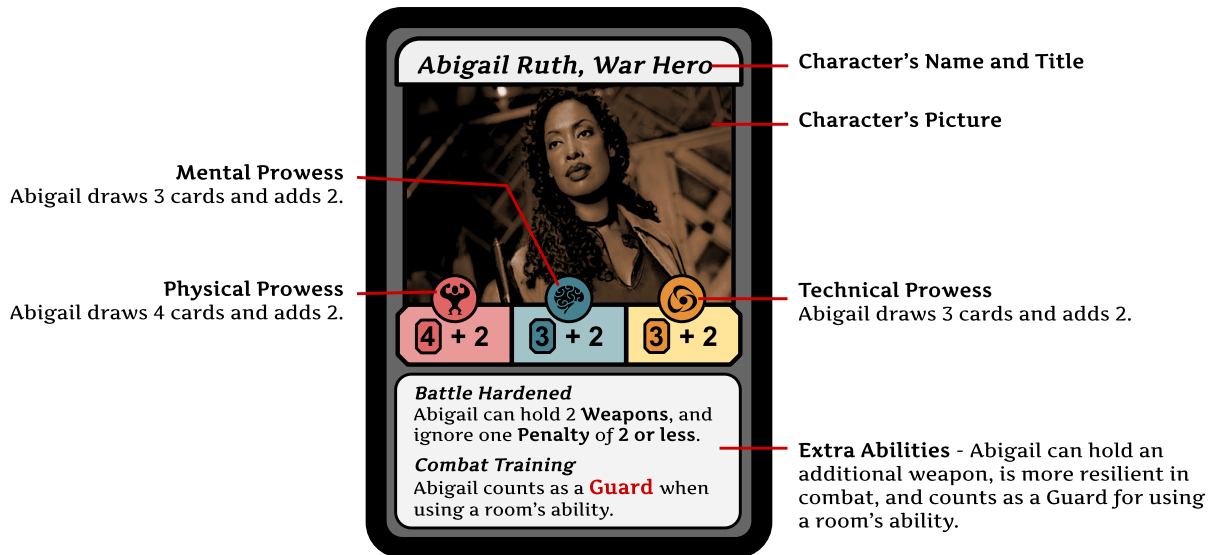 Abigail Ruth, War Hero
Character's Name and Title
Character's Picture
Mental Prowess
Abigail draws 3 cards and adds 2.
Physical Prowess
Abigail draws 4 cards and adds 2.
Technical Prowess
Abigail draws 3 cards and adds 2.
4 + 2
3 + 2
3 + 2
Battle Hardened
Abigail can hold 2 Weapons, and
ignore one Penalty of 2 or less.
Combat Training
Abigail counts as a Guard when
using a room's ability.
Extra Abilities - Abigail can hold an
additional weapon, is more resilient in
combat, and counts as a Guard for using
a room's ability.